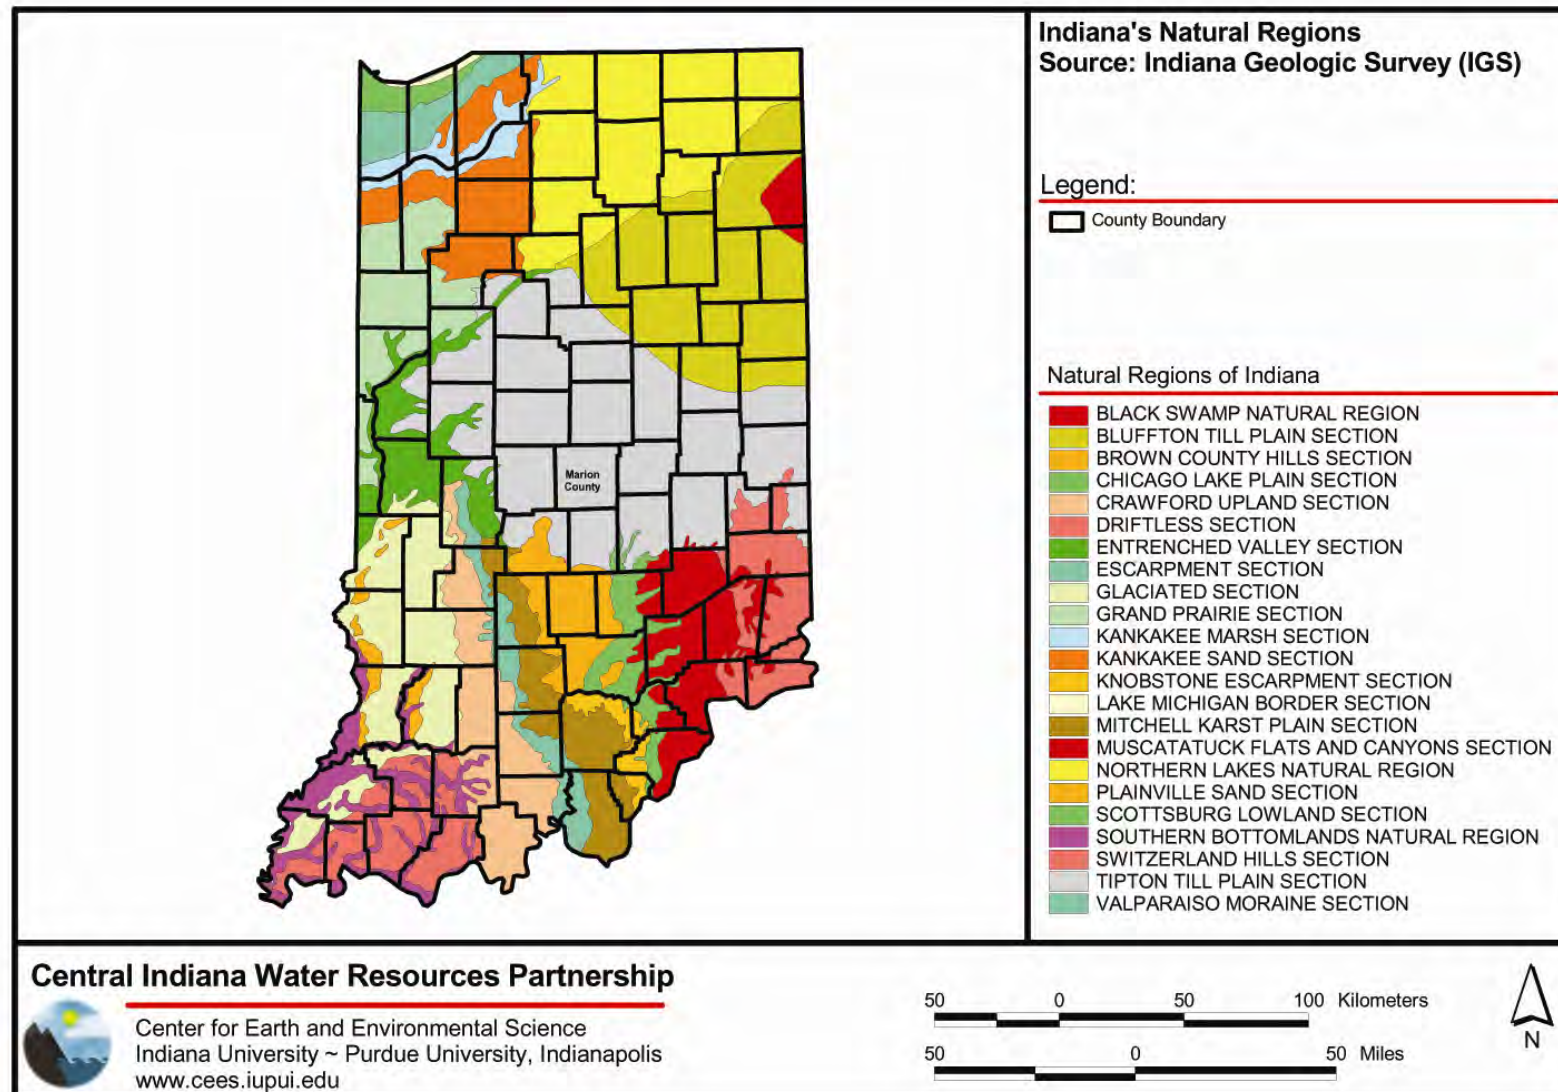 Indiana's Natural Regions
Source: Indiana Geologic Survey (IGS)
Legend:
County Boundary
Natural Regions of Indiana
BLACK SWAMP NATURAL REGION
BLUFFTON TILL PLAIN SECTION
BROWN COUNTY HILLS SECTION
CHICAGO LAKE PLAIN SECTION
CRAWFORD UPLAND SECTION
DRIFTLESS SECTION
ENTRENCHED VALLEY SECTION
ESCARPMENT SECTION
GLACIATED SECTION
GRAND PRAIRIE SECTION
KANKAKEE MARSH SECTION
KANKAKEE SAND SECTION
KNOBSTONE ESCARPMENT SECTION
LAKE MICHIGAN BORDER SECTION
MITCHELL KARST PLAIN SECTION
MUSCATATUCK FLATS AND CANYONS SECTION
NORTHERN LAKES NATURAL REGION
PLAINVILLE SAND SECTION
SCOTTSBURG LOWLAND SECTION
SOUTHERN BOTTOMLANDS NATURAL REGION
SWITZERLAND HILLS SECTION
TIPTON TILL PLAIN SECTION
VALPARAISO MORAINE SECTION
Marion
County
Central Indiana Water Resources Partnership
Center for Earth and Environmental Science
Indiana University ~ Purdue University, Indianapolis
www.cees.iupui.edu
50 0 50 100 Kilometers
50 0 50 Miles
N